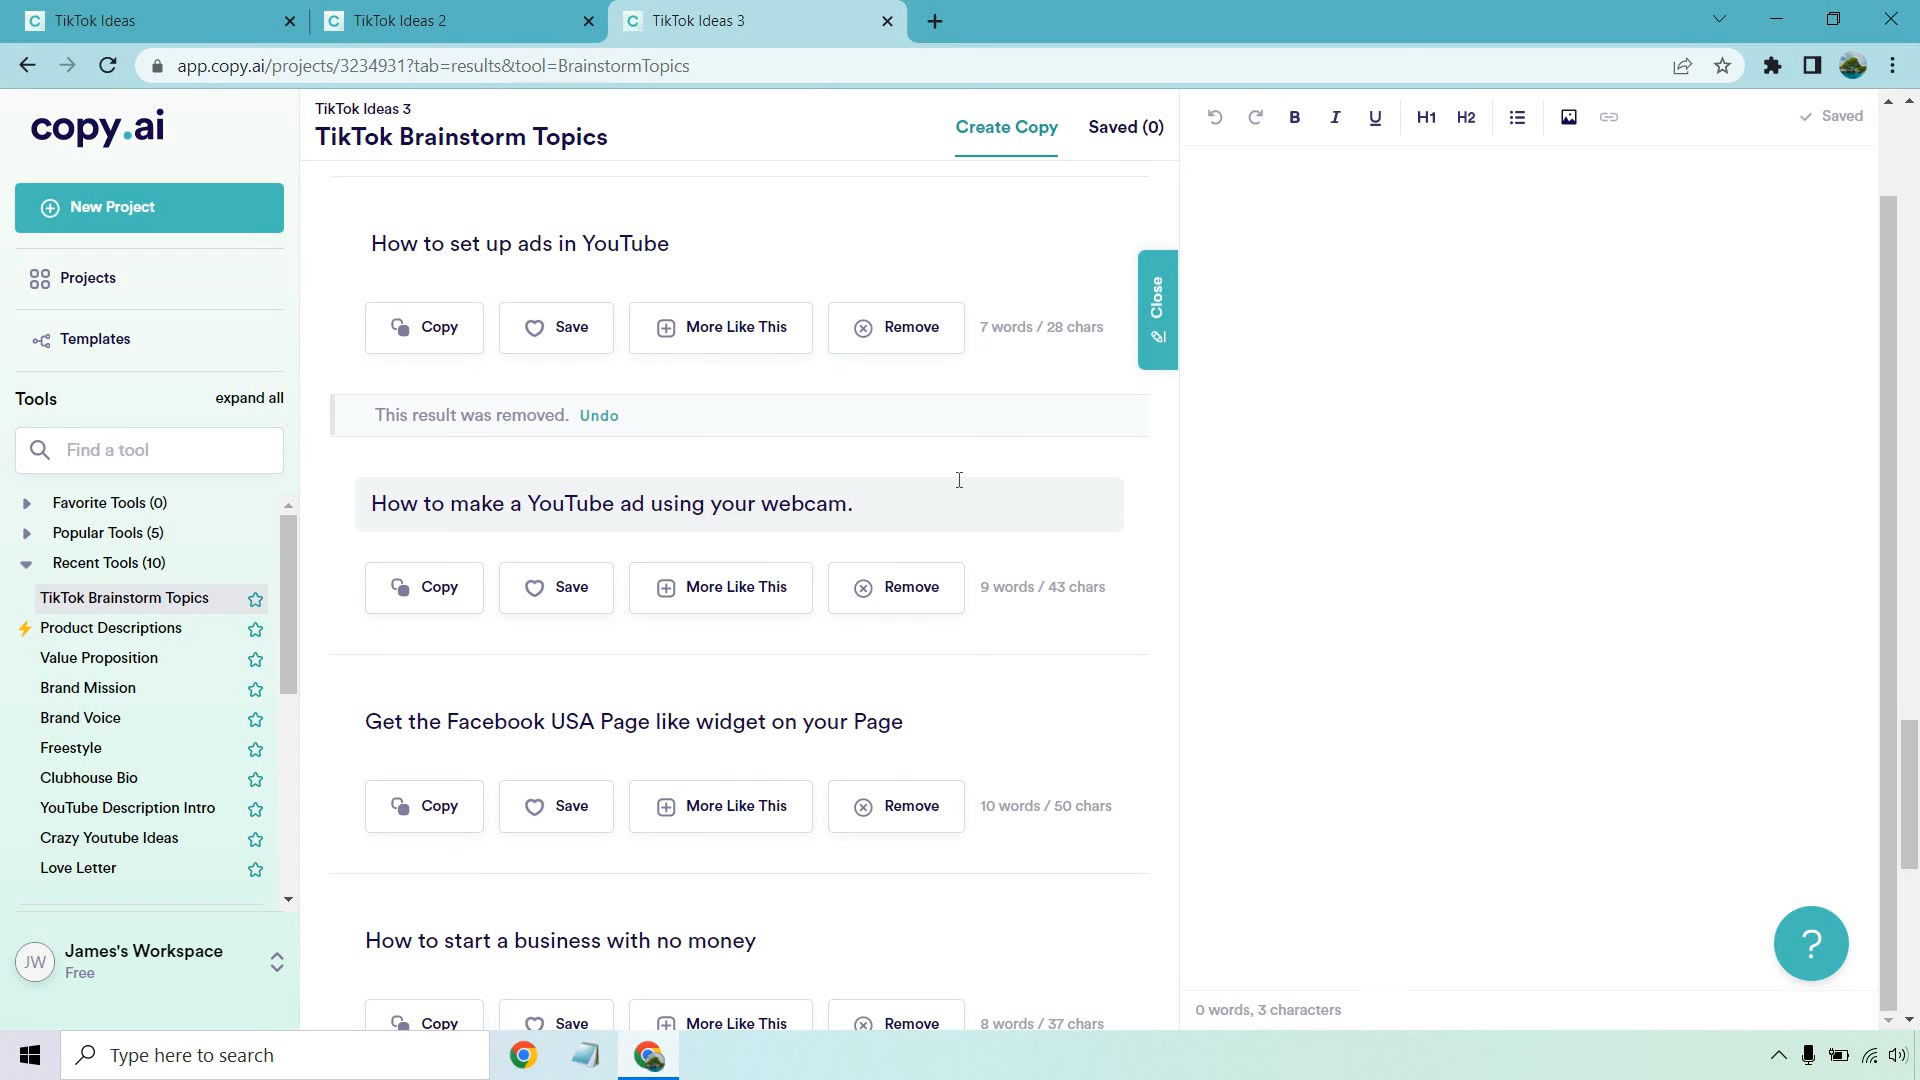 TikTok Ideas
TikTok Ideas 2
TikTok Ideas 3
app.copy.ai/projects/3234931?tab=results&tool=BrainstormTopics
copy.ai
New Project
Projects
Templates
Tools
expand all
Find a tool
Favorite Tools (0)
Popular Tools (5)
Recent Tools (10)
TikTok Brainstorm Topics
Product Descriptions
Value Proposition
Brand Mission
Brand Voice
Freestyle
Clubhouse Bio
YouTube Description Intro
Crazy Youtube Ideas
Love Letter
JW
James's Workspace
Free
TikTok Ideas 3
TikTok Brainstorm Topics
Create Copy
Saved (0)
How to set up ads in YouTube
Copy Save More Like This Remove 7 words / 28 chars
This result was removed. Undo
How to make a YouTube ad using your webcam.
Copy Save More Like This Remove 9 words / 43 chars
Get the Facebook USA Page like widget on your Page
Copy Save More Like This Remove 10 words / 50 chars
How to start a business with no money
Copy Save More Like This Remove 8 words / 37 chars
Close
B I U H1 H2
Saved
?
0 words, 3 characters
Type here to search